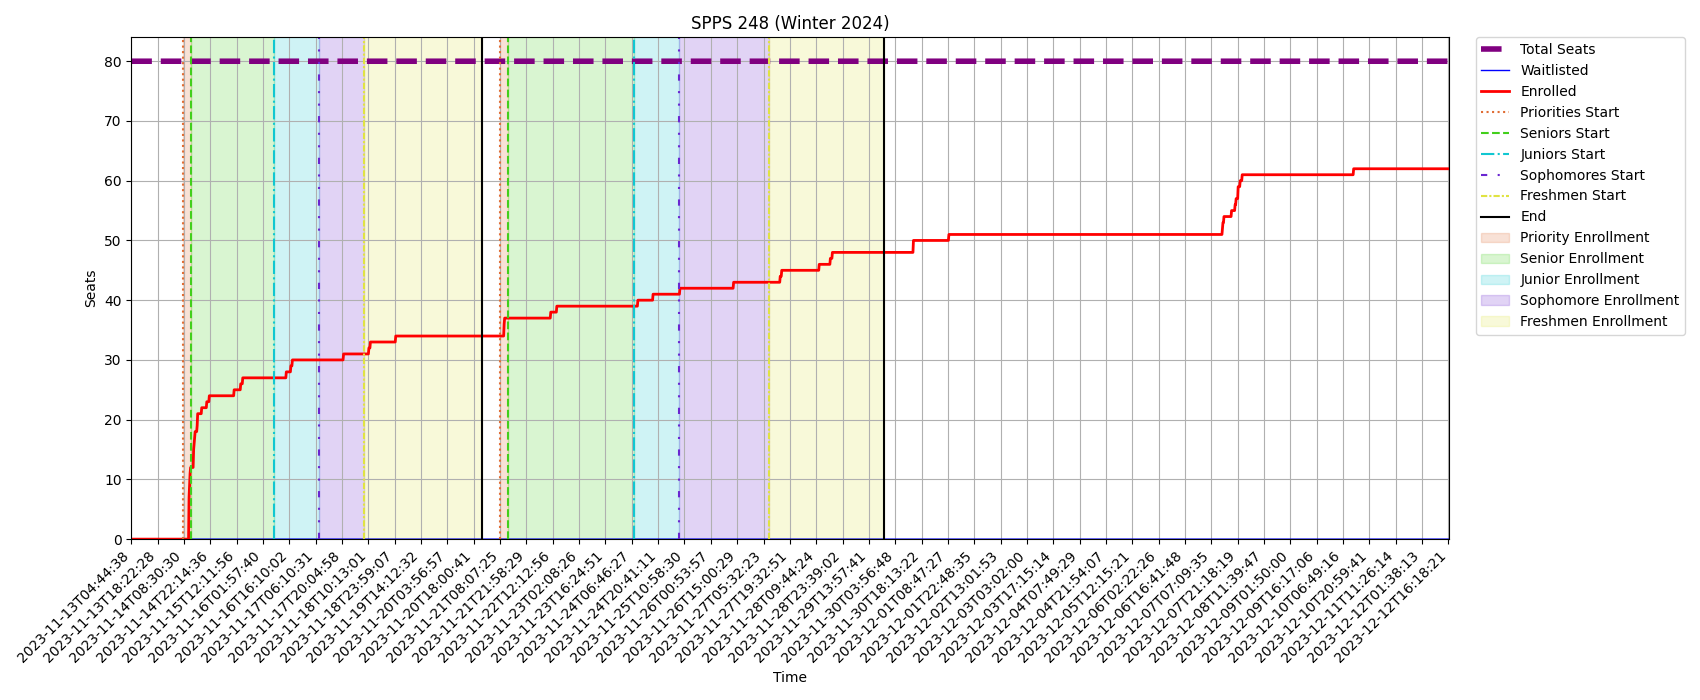 SPPS 248 (Winter 2024)
Seats
80
70
60
50
40
30
20
10
0
2023-11-13T04:44:38
2023-11-13T18:22:28
2023-11-14T08:30:30
2023-11-14T22:14:36
2023-11-15T12:11:56
2023-11-16T01:57:40
2023-11-16T16:10:02
2023-11-17T06:10:31
2023-11-17T20:04:58
2023-11-18T10:13:01
2023-11-18T23:59:07
2023-11-19T14:12:32
2023-11-20T03:56:57
2023-11-20T18:00:41
2023-11-21T08:07:25
2023-11-21T21:58:29
2023-11-22T12:12:56
2023-11-23T02:08:26
2023-11-23T16:24:51
2023-11-24T06:46:27
2023-11-24T20:41:11
2023-11-25T10:58:30
2023-11-26T00:53:57
2023-11-26T15:00:29
2023-11-27T05:32:23
2023-11-27T19:32:51
2023-11-28T09:44:24
2023-11-28T23:39:02
2023-11-29T13:57:41
2023-11-30T03:56:48
2023-11-30T18:13:22
2023-12-01T08:47:27
2023-12-01T22:48:35
2023-12-02T13:01:53
2023-12-03T03:02:00
2023-12-03T17:15:14
2023-12-04T07:49:29
2023-12-04T21:54:07
2023-12-05T12:15:21
2023-12-06T02:22:26
2023-12-06T16:41:48
2023-12-07T07:09:35
2023-12-07T21:18:19
2023-12-08T11:39:47
2023-12-09T01:50:00
2023-12-09T16:17:06
2023-12-10T06:49:16
2023-12-10T20:59:41
2023-12-11T11:26:14
2023-12-12T01:38:13
2023-12-12T16:18:21
Time
Total Seats
Waitlisted
Enrolled
Priorities Start
Seniors Start
Juniors Start
Sophomores Start
Freshmen Start
End
Priority Enrollment
Senior Enrollment
Junior Enrollment
Sophomore Enrollment
Freshmen Enrollment